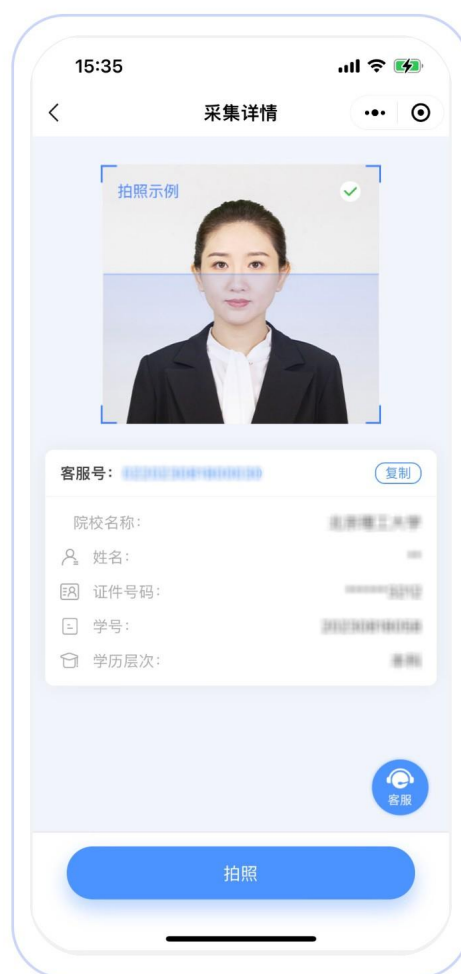 15:35
采集详情
拍照示例
客服号：
复制
院校名称：
姓名：
证件号码：
学号：
学历层次：
客服
拍照